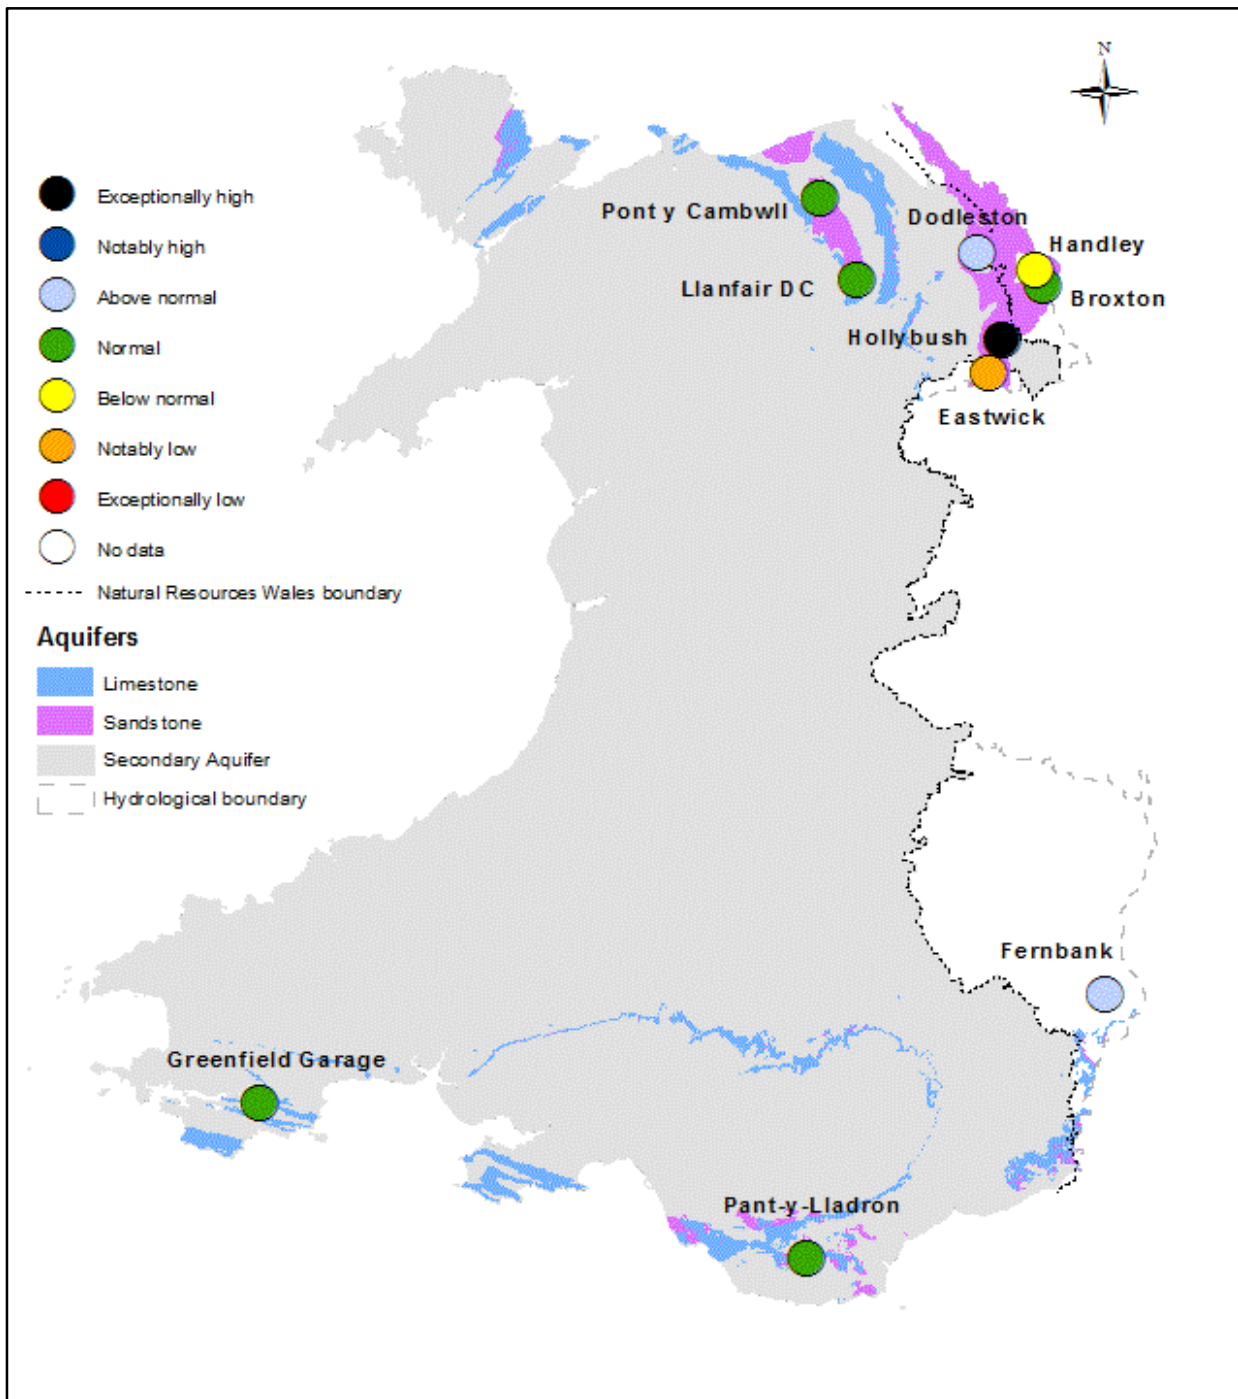 N
Exceptionally high
Notably high
Above normal
Normal
Below normal
Notably low
Exceptionally low
No data
Natural Resources Wales boundary
Aquifers
Limestone
Sandstone
Secondary Aquifer
Hydrological boundary
Pont y Cambwll
Dodleston
Handley
Llanfair DC
Broxton
Hollybush
Eastwick
Fernbank
Greenfield Garage
Pant-y-Lladron